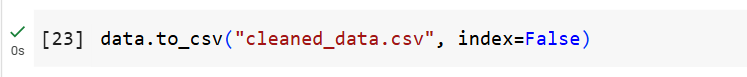 [23] data.to_csv("cleaned_data.csv", index=False)
0s